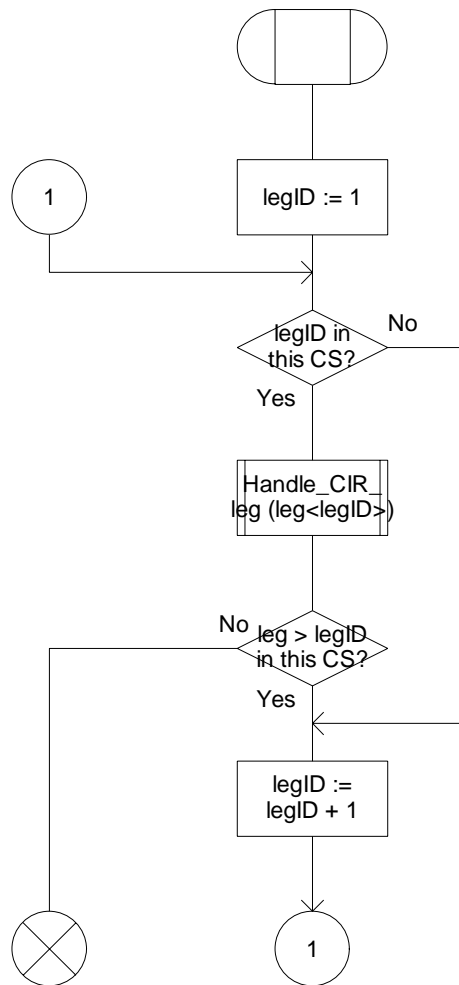 legID := 1
1
legID in
this CS?
No
Yes
Handle_CIR_
leg (leg<legID>)
No
leg > legID
in this CS?
Yes
legID :=
legID + 1
1